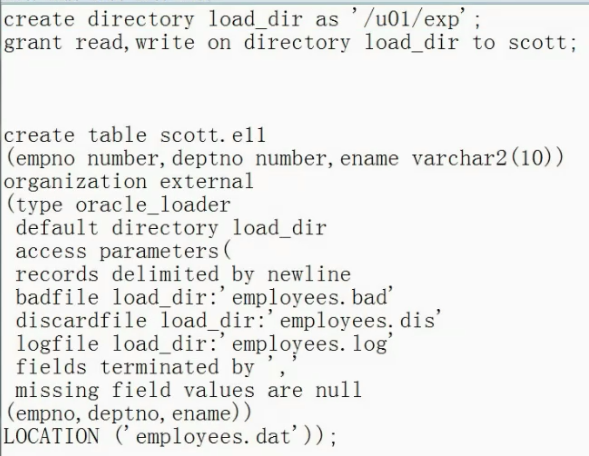 create directory load_dir as '/u01/exp';
grant read,write on directory load_dir to scott;
create table scott.e11
(empno number,deptno number,ename varchar2(10))
organization external
(type oracle_loader
default directory load_dir
access parameters(
records delimited by newline
badfile load_dir:'employees.bad'
discardfile load_dir:'employees.dis'
logfile load_dir:'employees.log'
fields terminated by ','
missing field values are null
(empno,deptno,ename))
LOCATION ('employees.dat'));